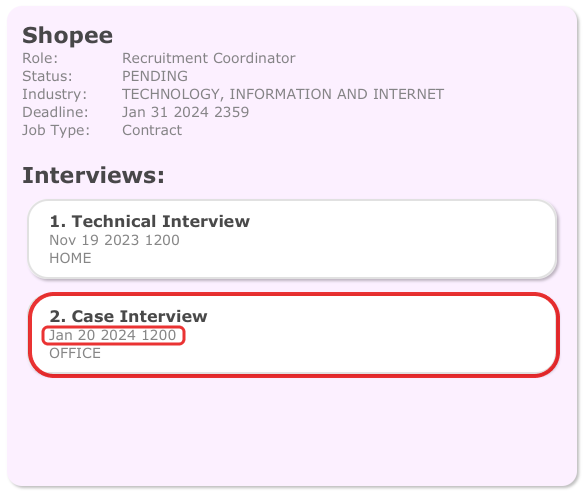 Shopee
Role: Recruitment Coordinator
Status: PENDING
Industry: TECHNOLOGY, INFORMATION AND INTERNET
Deadline: Jan 31 2024 2359
Job Type: Contract
Interviews:
1. Technical Interview
Nov 19 2023 1200
HOME
2. Case Interview
Jan 20 2024 1200
OFFICE